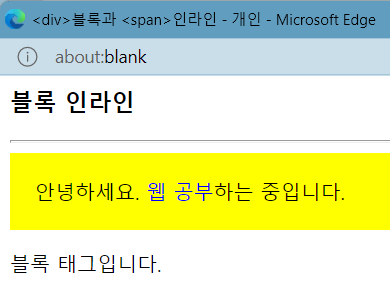 <div>블록과 <span>인라인 - 개인 - Microsoft Edge
about:blank
블록 인라인
안녕하세요. 웹 공부하는 중입니다.
블록 태그입니다.